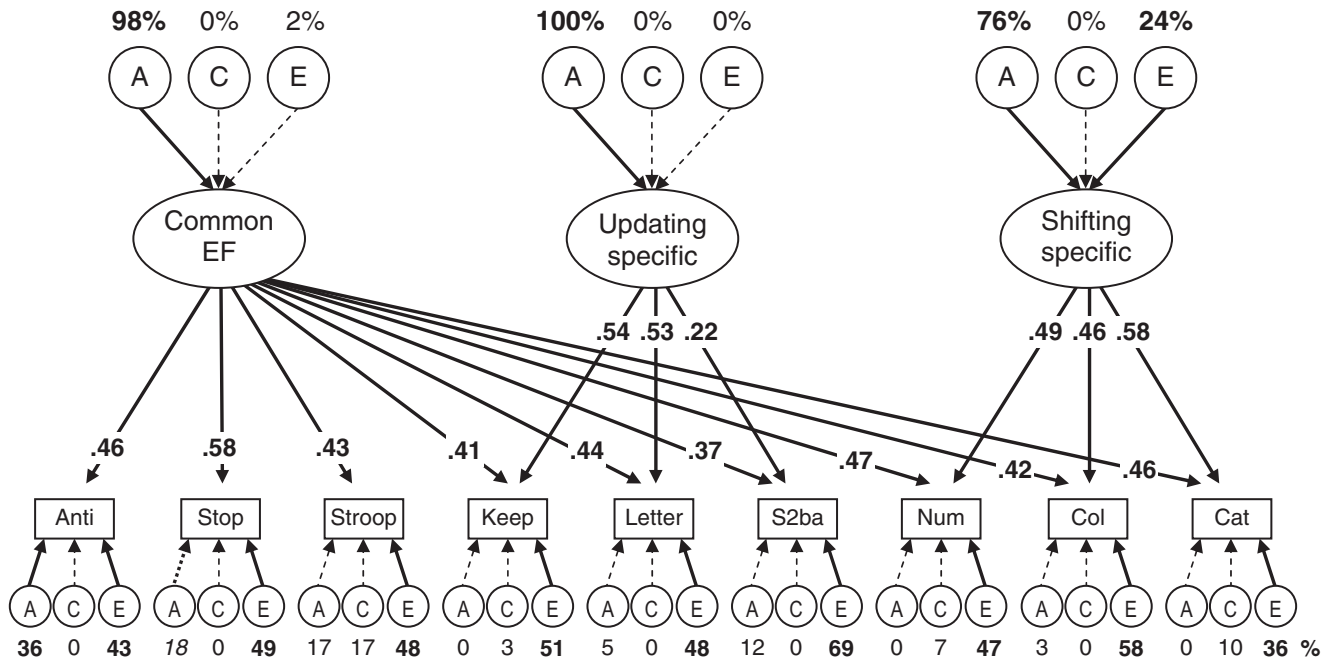 98% 0% 2% 100% 0% 0% 76% 0% 24%
A C E A C E A C E
Common EF
Updating specific
Shifting specific
.54 .53 .22 .49 .46 .58
.46 .58 .43 .41 .44 .37 .47 .42 .46
Anti Stop Stroop Keep Letter S2ba Num Col Cat
A C E A C E A C E A C E A C E A C E A C E A C E A C E
36 0 43 18 0 49 17 17 48 0 3 51 5 0 48 12 0 69 0 7 47 3 0 58 0 10 36 %